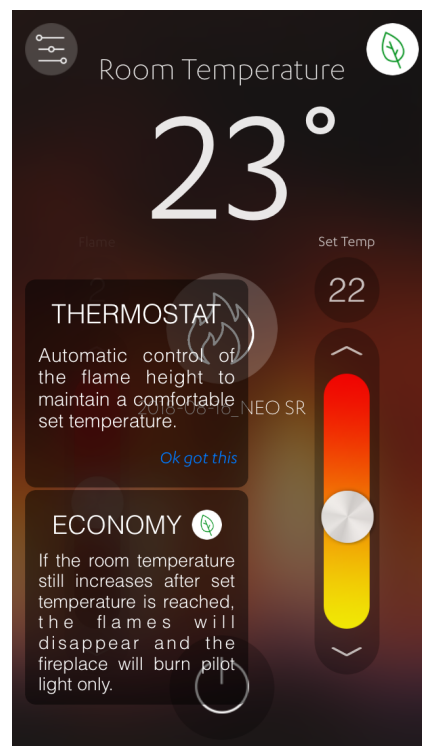 Room Temperature
23°
Flame
Set Temp
2
22
THERMOSTAT
Automatic control of
the flame height to
maintain a comfortable
set temperature.
2018-08-16_NEO SR
Ok got this
ECONOMY
If the room temperature
still increases after set
temperature is reached,
the flames will
disappear and the
fireplace will burn pilot
light only.